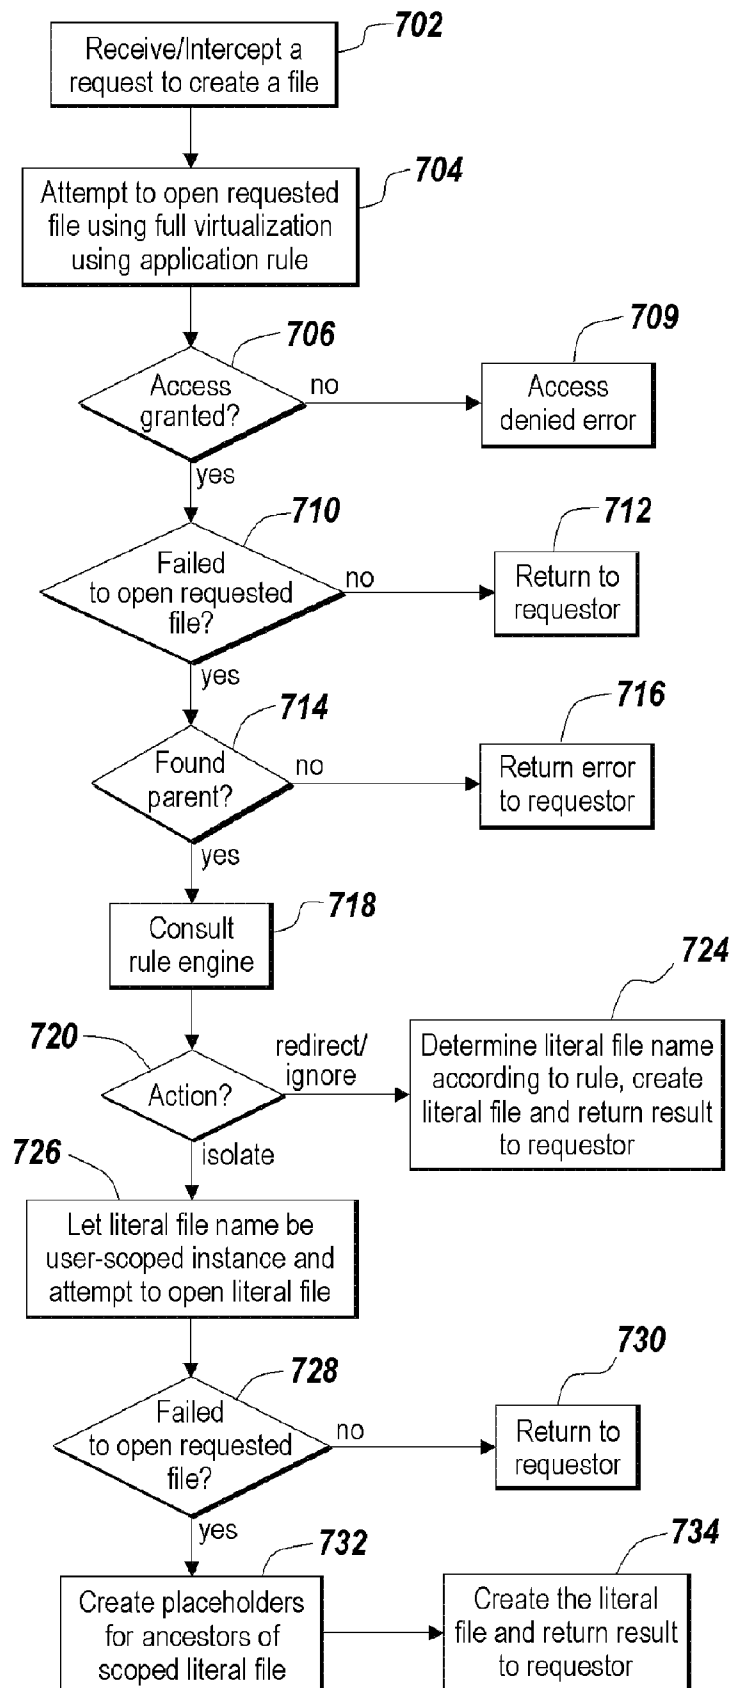 702
Receive/Intercept a
request to create a file
704
Attempt to open requested
file using full virtualization
using application rule
706
709
Access
granted?
no
Access
denied error
yes
710
712
Failed
to open requested
file?
no
Return to
requestor
yes
714
716
Found
parent?
no
Return error
to requestor
yes
718
Consult
rule engine
724
720
Action?
redirect/
ignore
Determine literal file name
according to rule, create
literal file and return result
to requestor
isolate
726
Let literal file name be
user-scoped instance and
attempt to open literal file
728
730
Failed
to open requested
file?
no
Return to
requestor
yes
732
734
Create placeholders
for ancestors of
scoped literal file
Create the literal
file and return result
to requestor